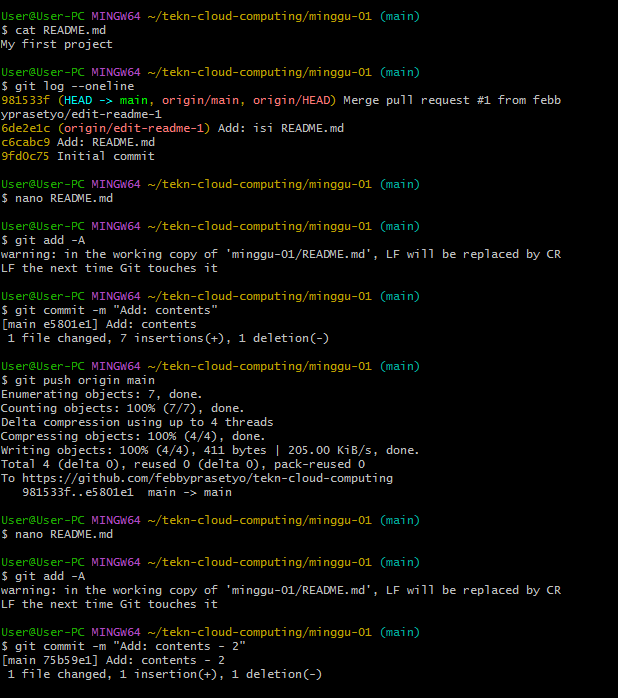 User@User-PC MINGW64 ~/tekn-cloud-computing/minggu-01 (main)
$ cat README.md
My first project

User@User-PC MINGW64 ~/tekn-cloud-computing/minggu-01 (main)
$ git log --oneline
981533f (HEAD -> main, origin/main, origin/HEAD) Merge pull request #1 from febb
yprasetyo/edit-readme-1
6de2e1c (origin/edit-readme-1) Add: isi README.md
c6cabc9 Add: README.md
9fd0c75 Initial commit

User@User-PC MINGW64 ~/tekn-cloud-computing/minggu-01 (main)
$ nano README.md

User@User-PC MINGW64 ~/tekn-cloud-computing/minggu-01 (main)
$ git add -A
warning: in the working copy of 'minggu-01/README.md', LF will be replaced by CR
LF the next time Git touches it

User@User-PC MINGW64 ~/tekn-cloud-computing/minggu-01 (main)
$ git commit -m "Add: contents"
[main e5801e1] Add: contents
 1 file changed, 7 insertions(+), 1 deletion(-)

User@User-PC MINGW64 ~/tekn-cloud-computing/minggu-01 (main)
$ git push origin main
Enumerating objects: 7, done.
Counting objects: 100% (7/7), done.
Delta compression using up to 4 threads
Compressing objects: 100% (4/4), done.
Writing objects: 100% (4/4), 411 bytes | 205.00 KiB/s, done.
Total 4 (delta 0), reused 0 (delta 0), pack-reused 0
To https://github.com/febbyprasetyo/tekn-cloud-computing
   981533f..e5801e1  main -> main

User@User-PC MINGW64 ~/tekn-cloud-computing/minggu-01 (main)
$ nano README.md

User@User-PC MINGW64 ~/tekn-cloud-computing/minggu-01 (main)
$ git add -A
warning: in the working copy of 'minggu-01/README.md', LF will be replaced by CR
LF the next time Git touches it

User@User-PC MINGW64 ~/tekn-cloud-computing/minggu-01 (main)
$ git commit -m "Add: contents - 2"
[main 75b59e1] Add: contents - 2
 1 file changed, 1 insertion(+), 1 deletion(-)